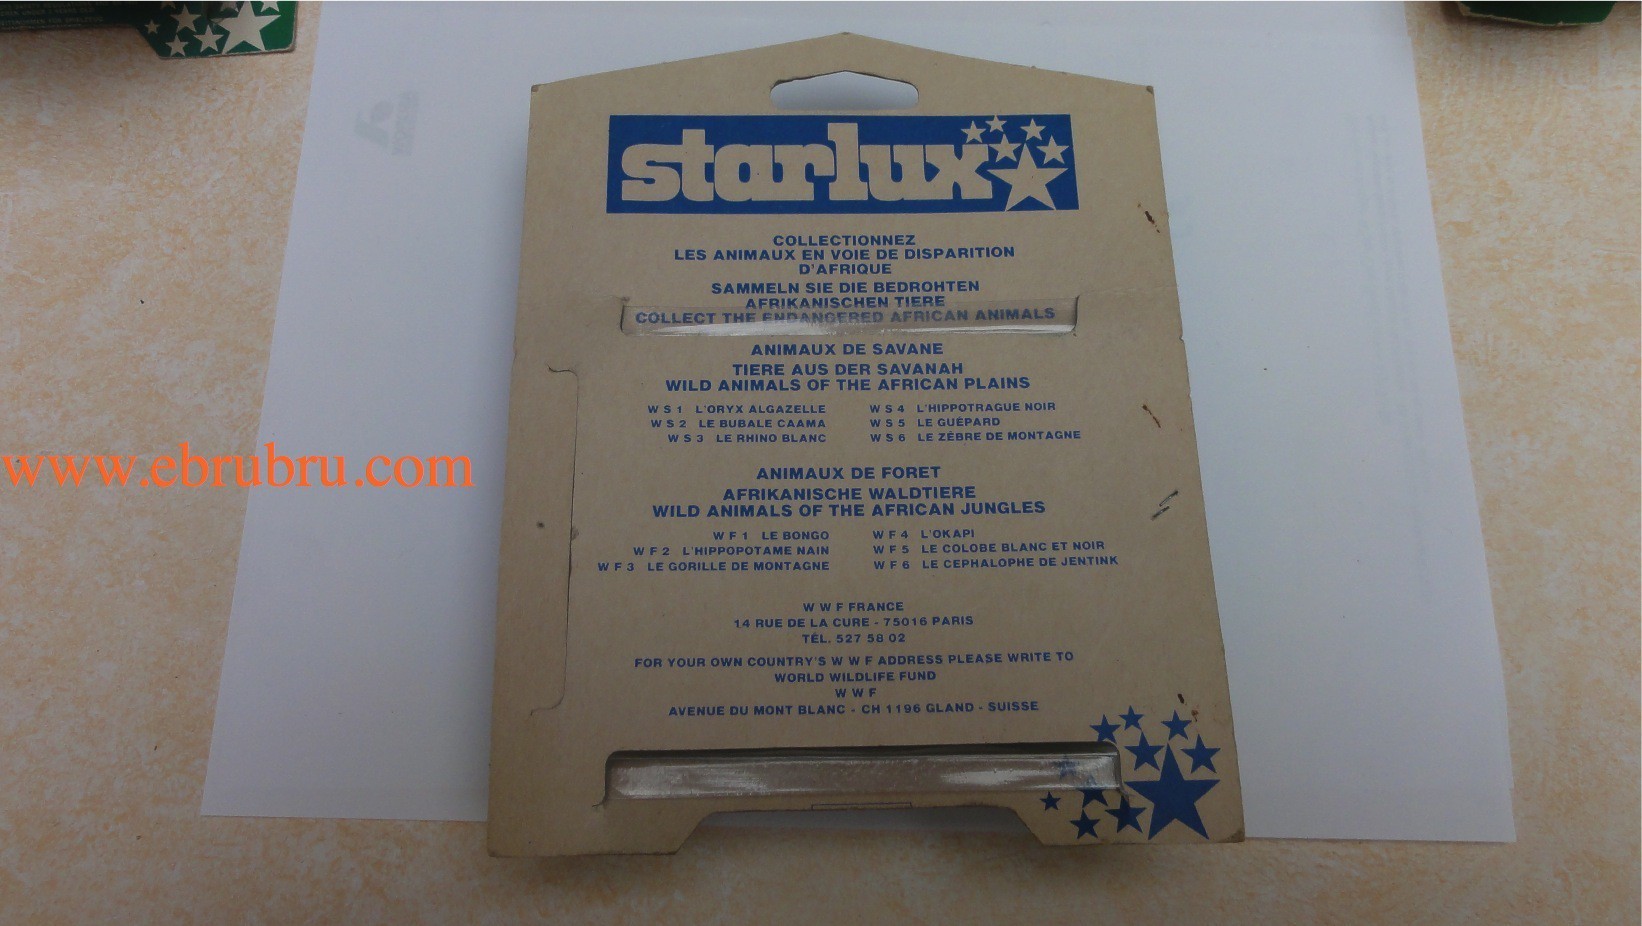 starlux
COLLECTIONNEZ
LES ANIMAUX EN VOIE DE DISPARITION
D'AFRIQUE
SAMMELN SIE DIE BEDROHTEN
AFRIKANISCHEN TIERE
COLLECT THE ENDANGERED AFRICAN ANIMALS
ANIMAUX DE SAVANE
TIERE AUS DER SAVANAH
WILD ANIMALS OF THE AFRICAN PLAINS
W S 1 L'ORYX ALGAZELLE
W S 2 LE BUBALE CAAMA
W S 3 LE RHINO BLANC
W S 4 L'HIPPOTRAGUE NOIR
W S 5 LE GUÉPARD
W S 6 LE ZÈBRE DE MONTAGNE
ANIMAUX DE FORET
AFRIKANISCHE WALDTIERE
WILD ANIMALS OF THE AFRICAN JUNGLES
W F 1 LE BONGO
W F 2 L'HIPPOPOTAME NAIN
W F 3 LE GORILLE DE MONTAGNE
W F 4 L'OKAPI
W F 5 LE COLOBE BLANC ET NOIR
W F 6 LE CEPHALOPHE DE JENTINK
W W F FRANCE
14 RUE DE LA CURE - 75016 PARIS
TÉL. 527 58 02
FOR YOUR OWN COUNTRY'S W W F ADDRESS PLEASE WRITE TO
WORLD WILDLIFE FUND
W W F
AVENUE DU MONT BLANC - CH 1196 GLAND - SUISSE
www.ebrubru.com